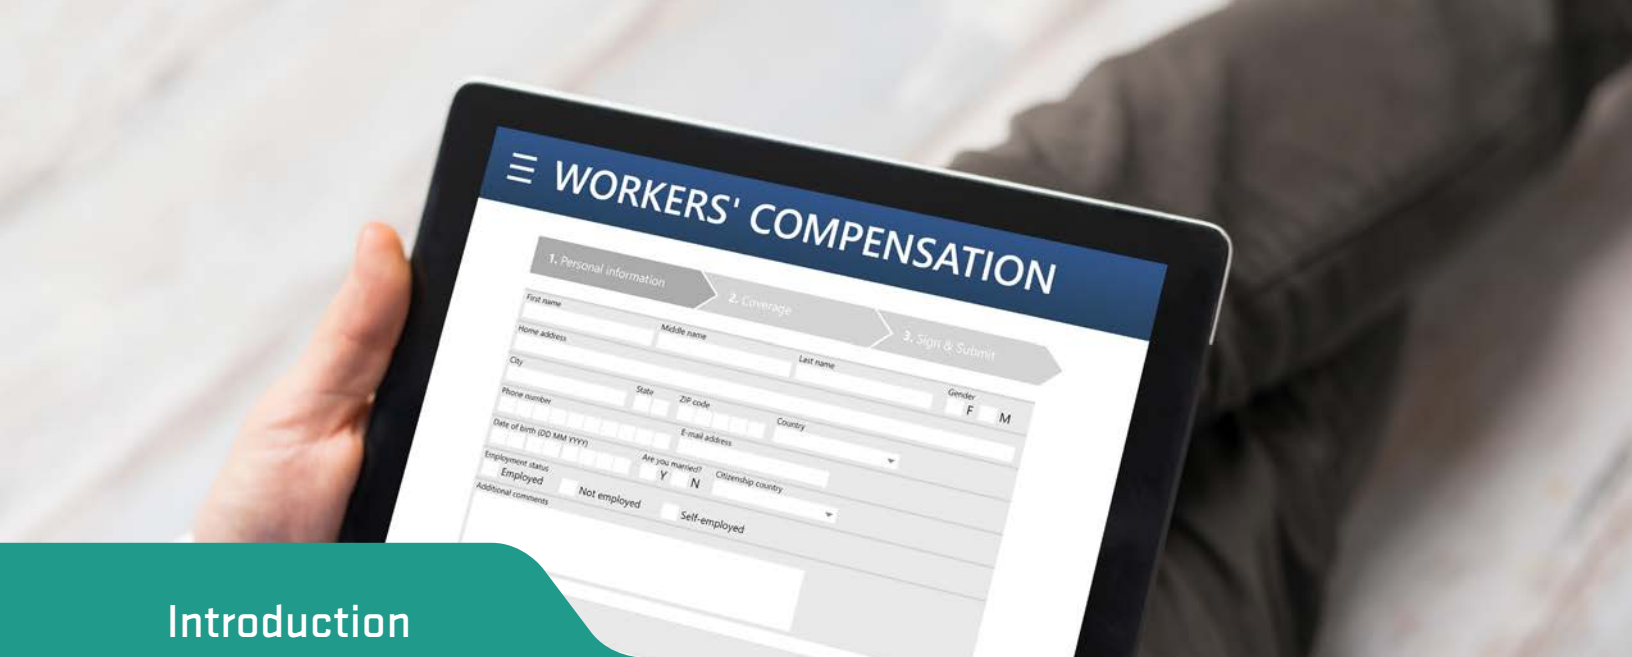 ☰ WORKERS' COMPENSATION
1. Personal information 2. Coverage 3. Sign & Submit
First name Middle name Last name Gender
F M
Home address
City State ZIP code Country
Phone number E-mail address
Date of birth (DD MM YYYY) Are you married? Citizenship country
Y N
Employment status
Employed Not employed Self-employed
Additional comments
Introduction